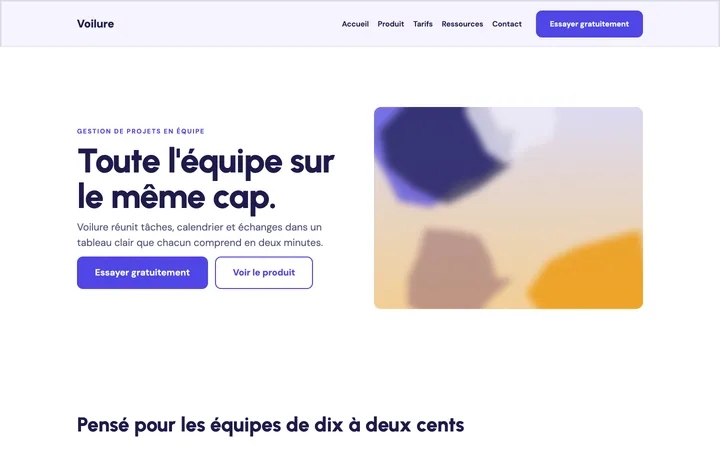 Voilure
Accueil Produit Tarifs Ressources Contact Essayer gratuitement
GESTION DE PROJETS EN ÉQUIPE
Toute l'équipe sur
le même cap.
Voilure réunit tâches, calendrier et échanges dans un
tableau clair que chacun comprend en deux minutes.
Essayer gratuitement Voir le produit
Pensé pour les équipes de dix à deux cents